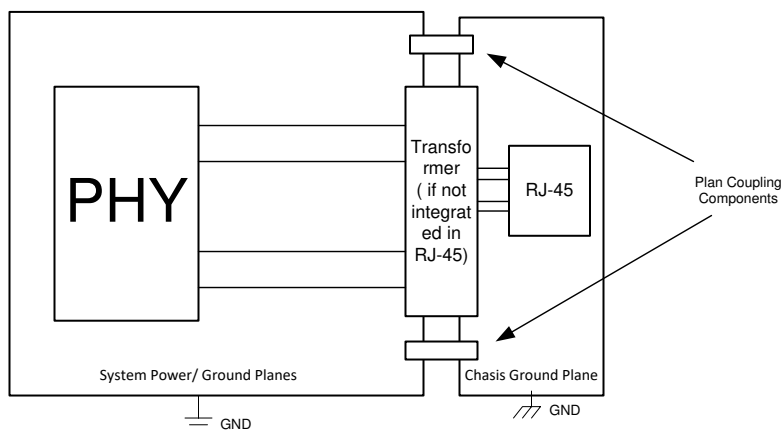 PHY
Transfo
rmer
( if not
integrat
ed in
RJ-45)
RJ-45
Plan Coupling
Components
System Power/ Ground Planes
Chasis Ground Plane
GND
GND